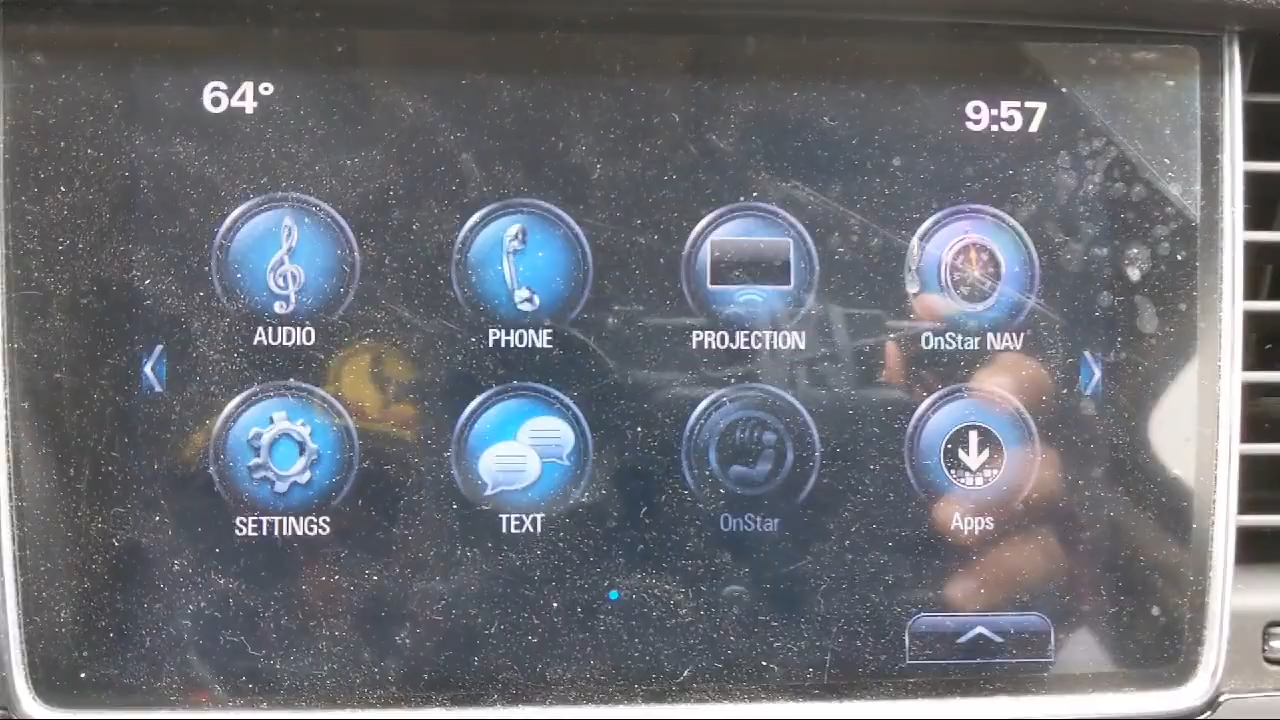 64°
9:57
AUDIO
PHONE
PROJECTION
OnStar NAV
SETTINGS
TEXT
OnStar
Apps